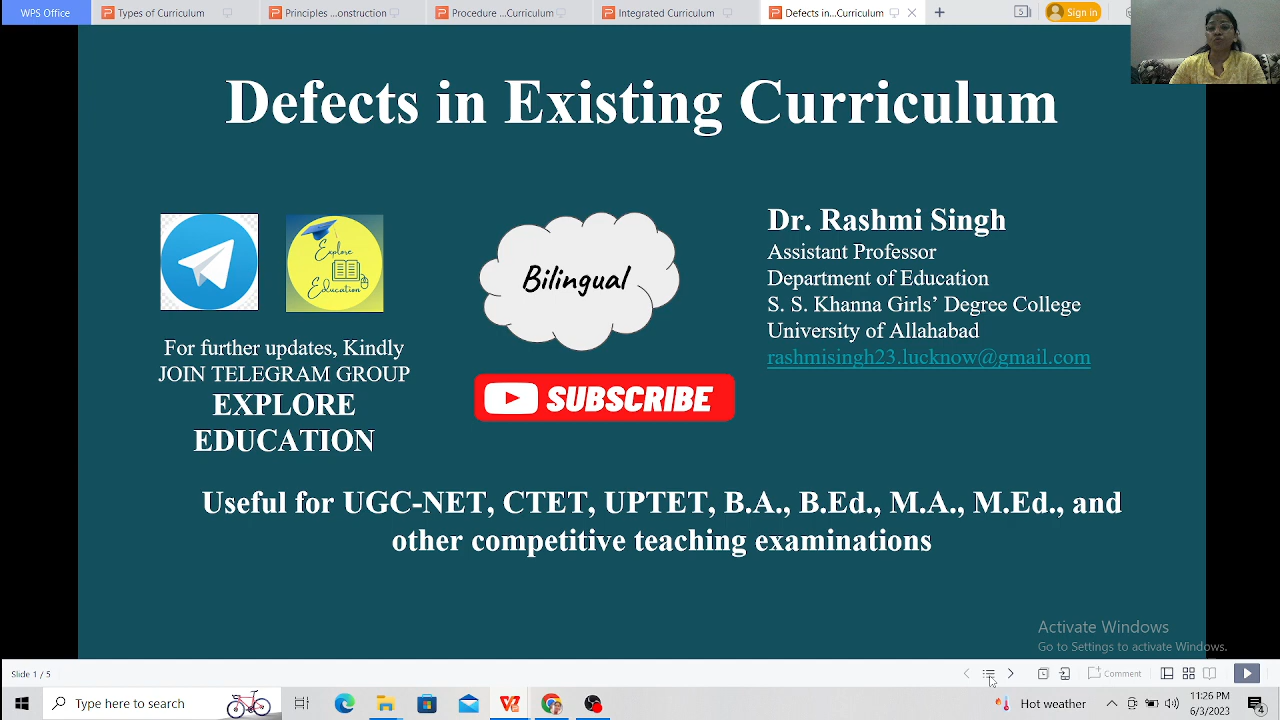 WPS Office
Types of Curriculum
Principles ...onstruction
Procedure ...Curriculum
Integrated Curriculum
Defects in...Curriculum
5
Sign in
Defects in Existing Curriculum
Explore
Education
For further updates, Kindly
JOIN TELEGRAM GROUP
EXPLORE
EDUCATION
Bilingual
SUBSCRIBE
Dr. Rashmi Singh
Assistant Professor
Department of Education
S. S. Khanna Girls’ Degree College
University of Allahabad
rashmisingh23.lucknow@gmail.com
Useful for UGC-NET, CTET, UPTET, B.A., B.Ed., M.A., M.Ed., and
other competitive teaching examinations
Activate Windows
Go to Settings to activate Windows.
Slide 1 / 5
Comment
Type here to search
Hot weather
11:26 PM
6/3/2023
4